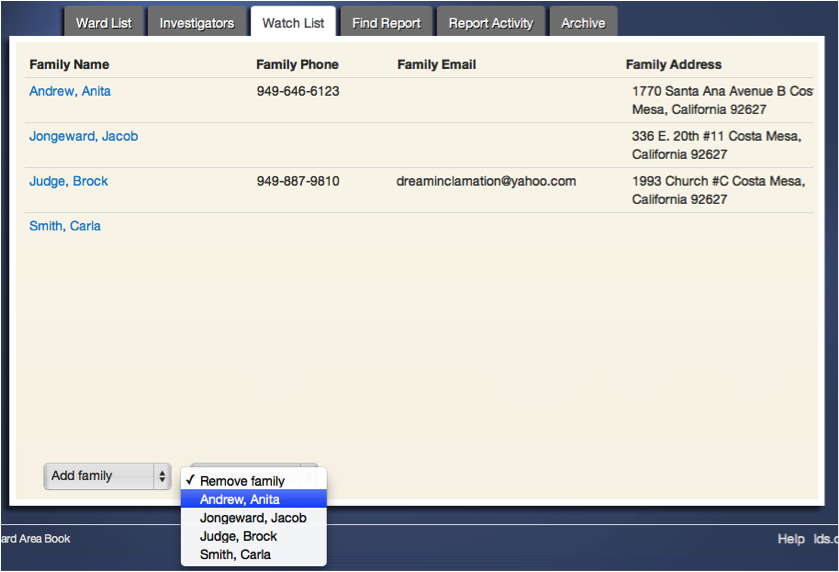 Ward List Investigators Watch List Find Report Report Activity Archive
Family Name Family Phone Family Email Family Address
Andrew, Anita 949-646-6123 1770 Santa Ana Avenue B Cos
Mesa, California 92627
Jongeward, Jacob 336 E. 20th #11 Costa Mesa,
California 92627
Judge, Brock 949-887-9810 dreaminclamation@yahoo.com 1993 Church #C Costa Mesa,
California 92627
Smith, Carla
Add family ✓ Remove family
Andrew, Anita
Jongeward, Jacob
Judge, Brock
Smith, Carla
ard Area Book Help lds.